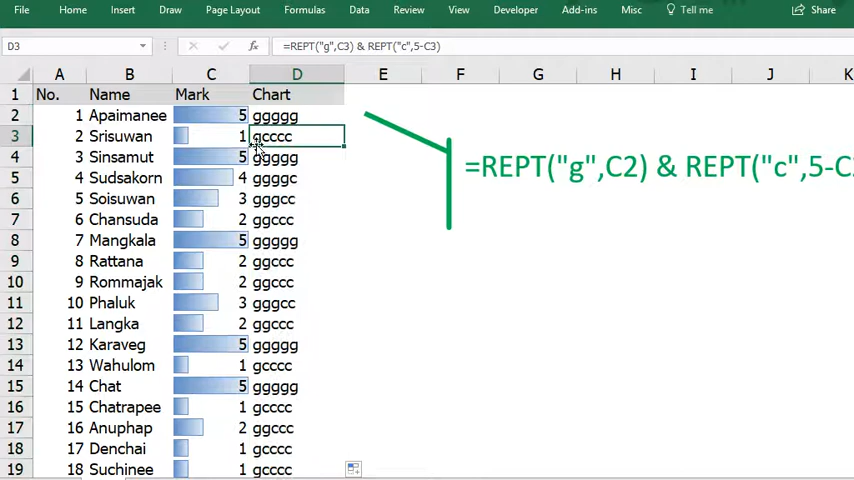 File Home Insert Draw Page Layout Formulas Data Review View Developer Add-ins Misc Tell me Share
D3 fx =REPT("g",C3) & REPT("c",5-C3)
A B C D E F G H I J K
1 No. Name Mark Chart
2 1 Apaimanee 5 ggggg
3 2 Srisuwan 1 gcccc
4 3 Sinsamut 5 ggggg
=REPT("g",C2) & REPT("c",5-C2
5 4 Sudsakorn 4 ggggc
6 5 Soisuwan 3 gggcc
7 6 Chansuda 2 ggccc
8 7 Mangkala 5 ggggg
9 8 Rattana 2 ggccc
10 9 Rommajak 2 ggccc
11 10 Phaluk 3 gggcc
12 11 Langka 2 ggccc
13 12 Karaveg 5 ggggg
14 13 Wahulom 1 gcccc
15 14 Chat 5 ggggg
16 15 Chatrapee 1 gcccc
17 16 Anuphap 2 ggccc
18 17 Denchai 1 gcccc
19 18 Suchinee 1 gcccc